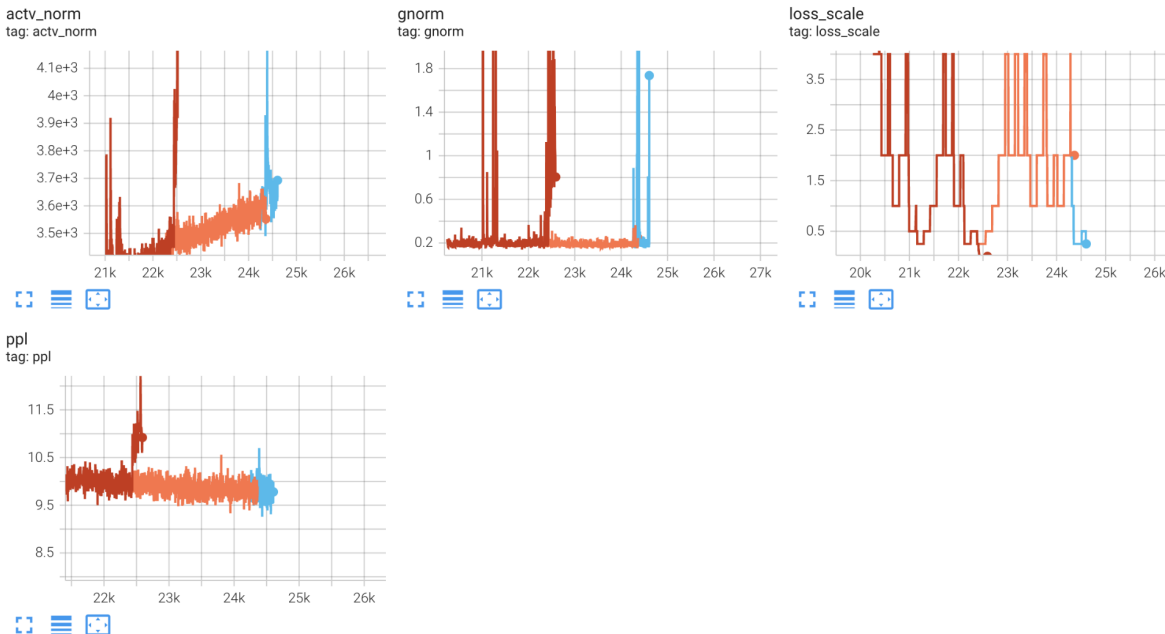 actv_norm
tag: actv_norm
4.1e+3
4e+3
3.9e+3
3.8e+3
3.7e+3
3.6e+3
3.5e+3
21k 22k 23k 24k 25k 26k
gnorm
tag: gnorm
1.8
1.4
1
0.6
0.2
21k 22k 23k 24k 25k 26k 27k
loss_scale
tag: loss_scale
3.5
2.5
1.5
0.5
20k 21k 22k 23k 24k 25k 26k
ppl
tag: ppl
11.5
10.5
9.5
8.5
22k 23k 24k 25k 26k